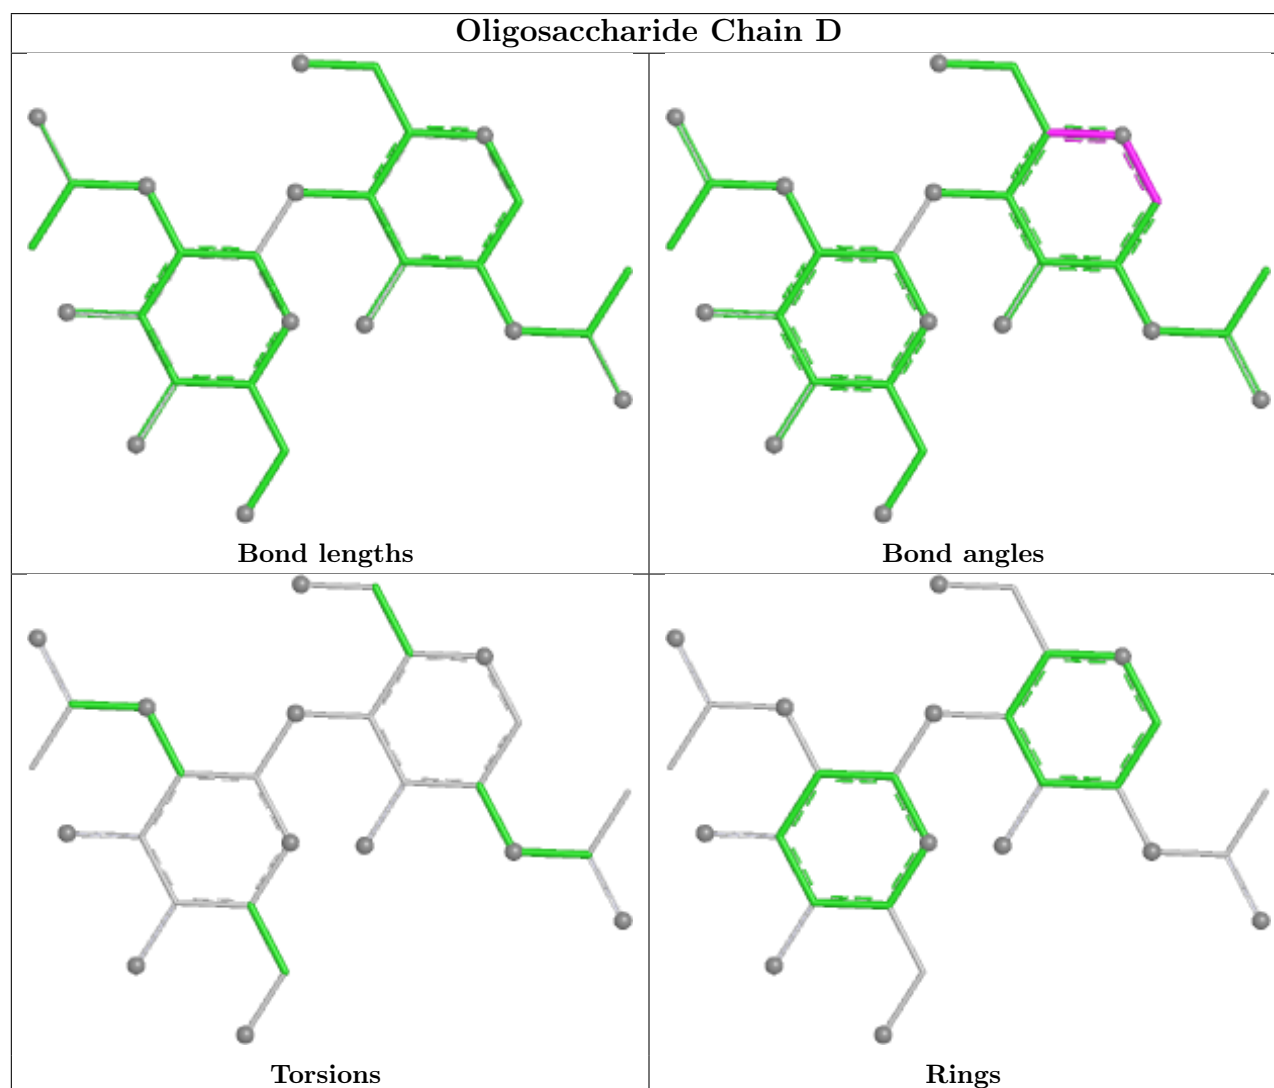 Oligosaccharide Chain D
Bond lengths
Bond angles
Torsions
Rings